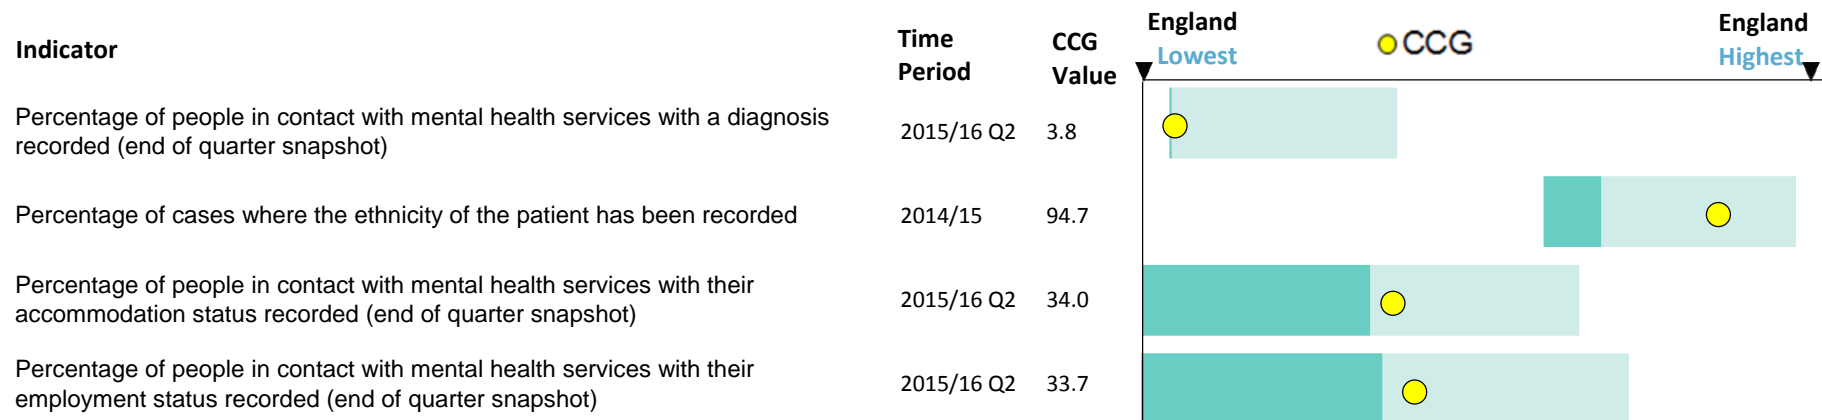 Indicator
Time Period
CCG Value
England Lowest
CCG
England Highest
Percentage of people in contact with mental health services with a diagnosis
recorded (end of quarter snapshot)
2015/16 Q2 3.8
Percentage of cases where the ethnicity of the patient has been recorded
2014/15 94.7
Percentage of people in contact with mental health services with their
accommodation status recorded (end of quarter snapshot)
2015/16 Q2 34.0
Percentage of people in contact with mental health services with their
employment status recorded (end of quarter snapshot)
2015/16 Q2 33.7